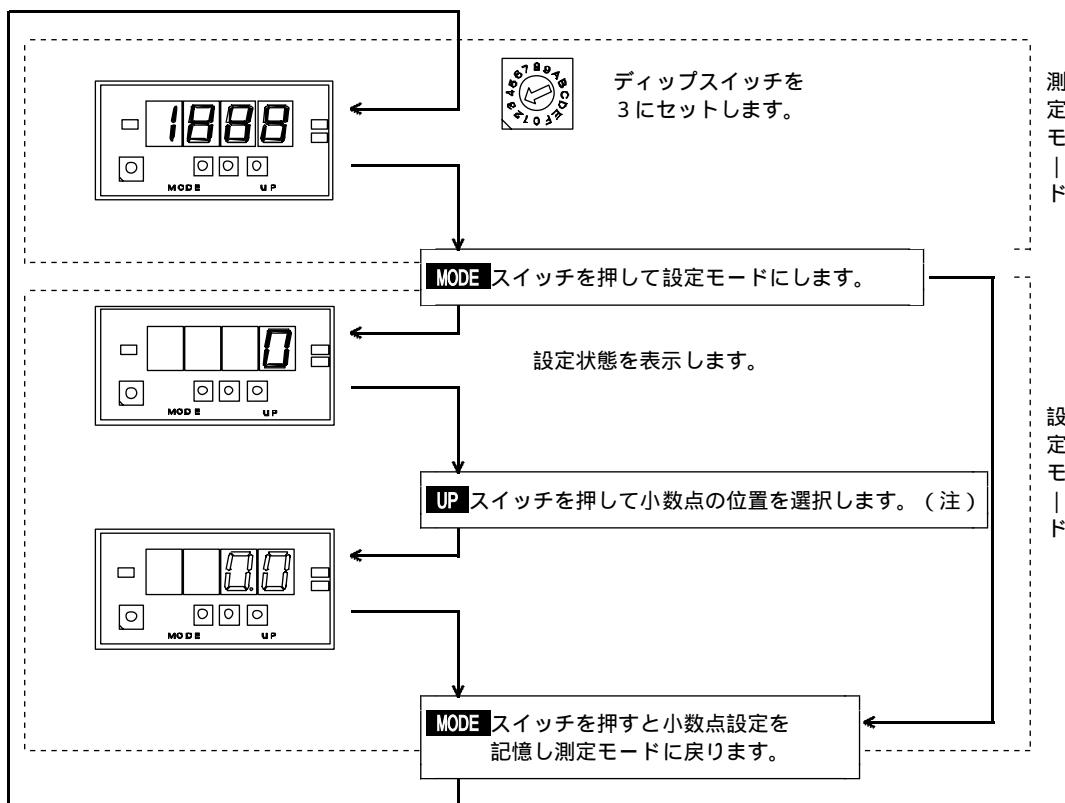 1888
MODE UP
456789ABCDEF0123
ディップスイッチを
３にセットします。
測定モード
MODE スイッチを押して設定モードにします。
0
MODE UP
設定状態を表示します。
設定モード
UP スイッチを押して小数点の位置を選択します。（注）
0.0
MODE UP
MODE スイッチを押すと小数点設定を
記憶し測定モードに戻ります。